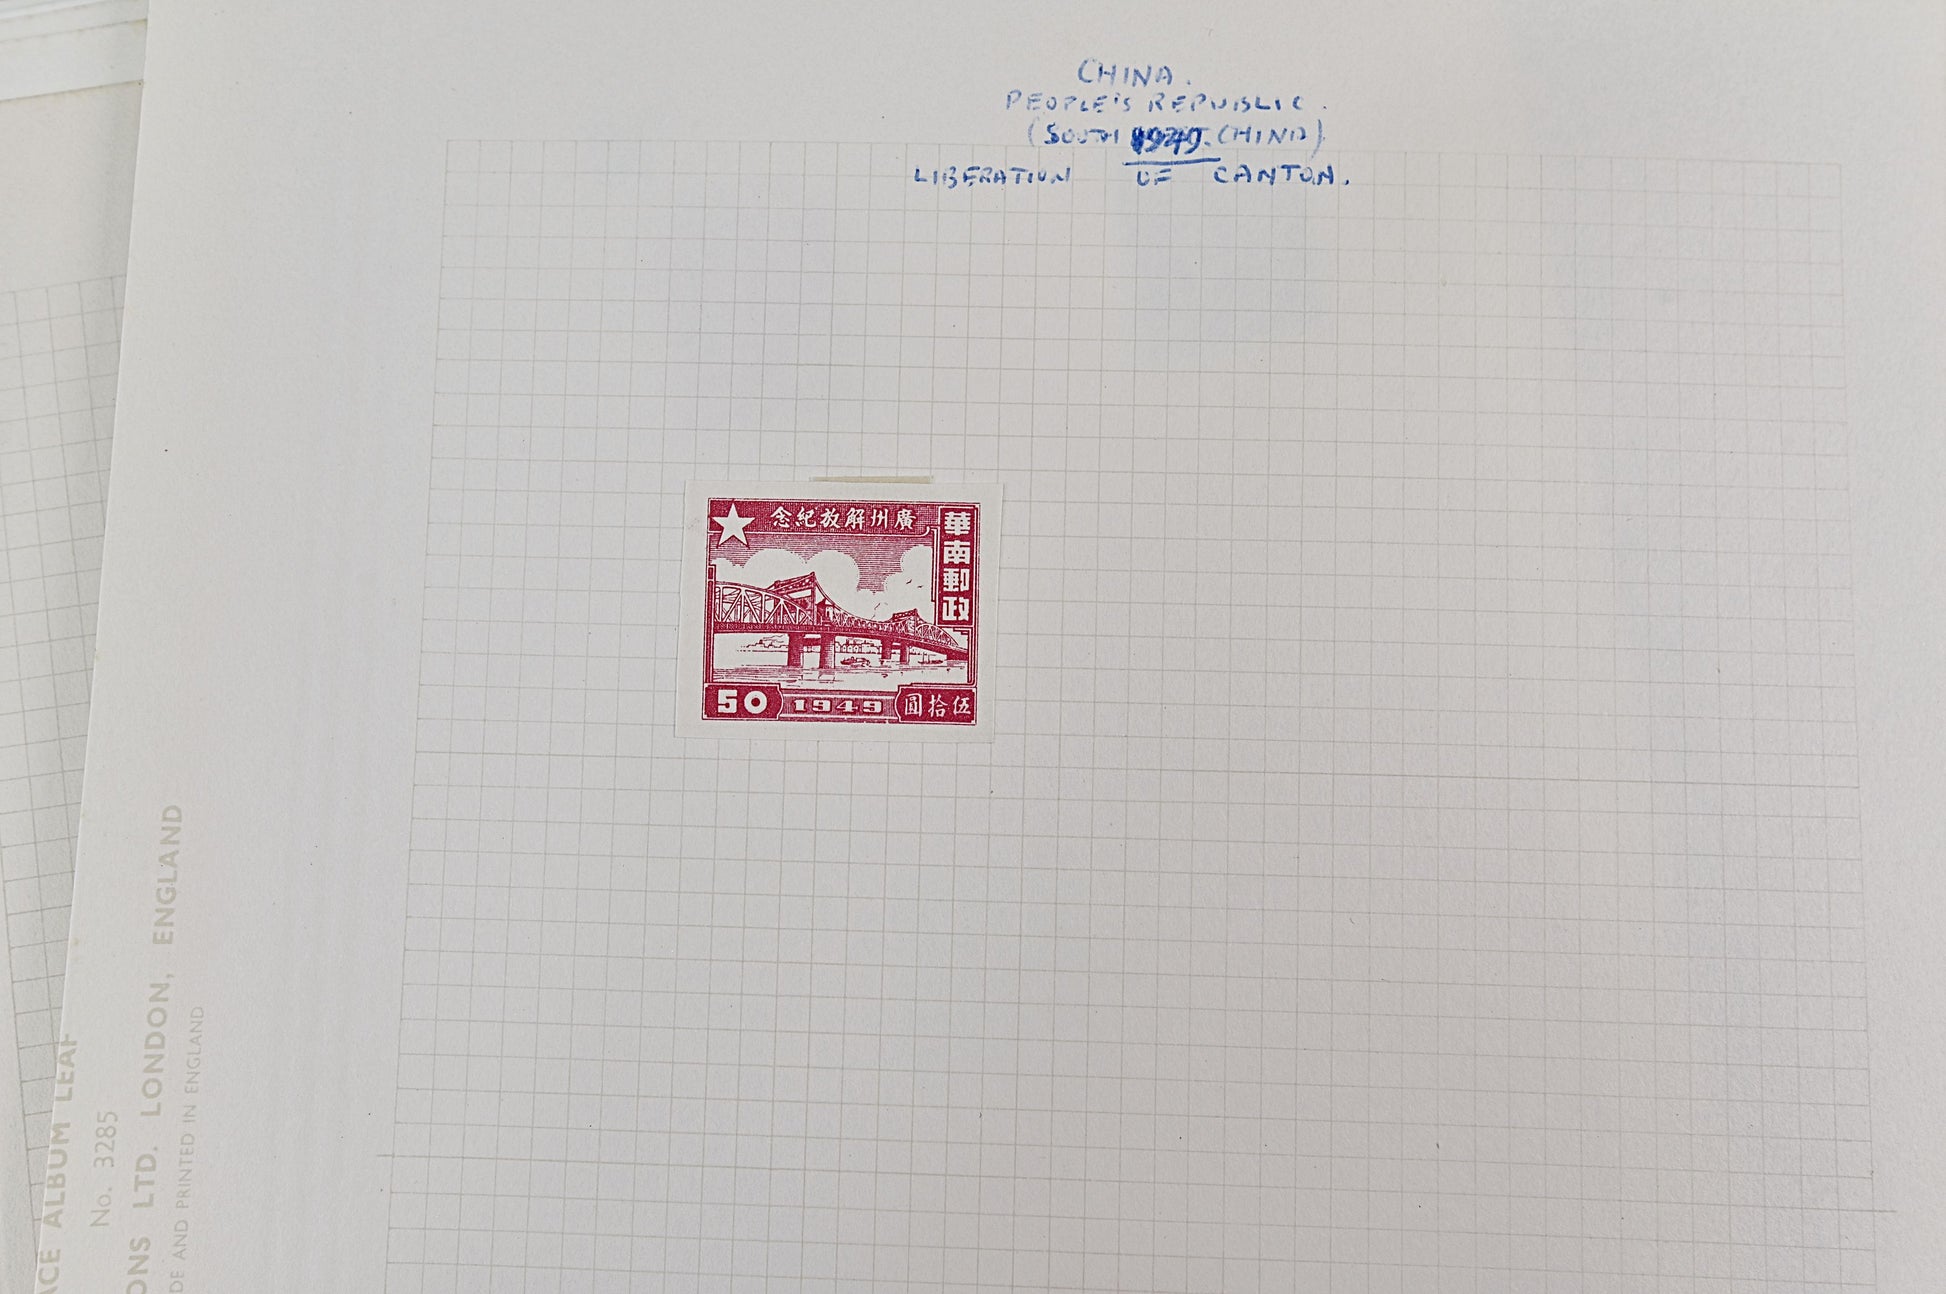 CHINA.
PEOPLE'S REPUBLIC.
(SOUTH 1949. CHINA)
LIBERATION OF CANTON.
廣州解放紀念
華南郵政
50
1949
伍拾圓
ACE ALBUM LEAF
No. 3285
ONS LTD. LONDON, ENGLAND
DE AND PRINTED IN ENGLAND